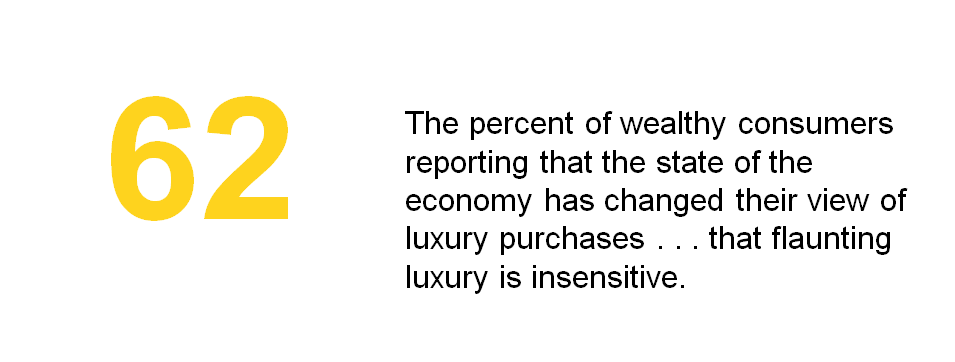 62
The percent of wealthy consumers
reporting that the state of the
economy has changed their view of
luxury purchases . . . that flaunting
luxury is insensitive.